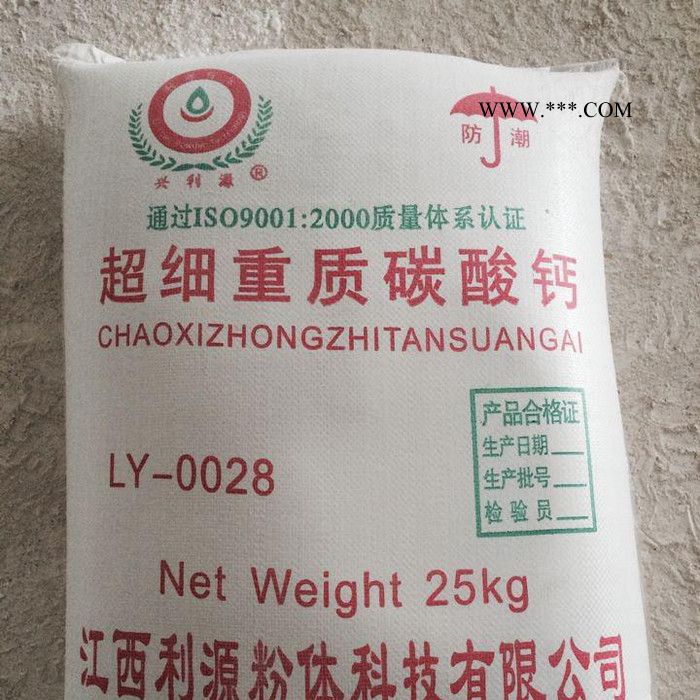 WWW.***.COM
防潮
兴利源®
通过ISO9001:2000质量体系认证
超细重质碳酸钙
CHAOXIZHONGZHITANSUANGAI
产品合格证
生产日期
生产批号
检验员
LY-0028
Net Weight 25kg
江西利源粉体科技有限公司